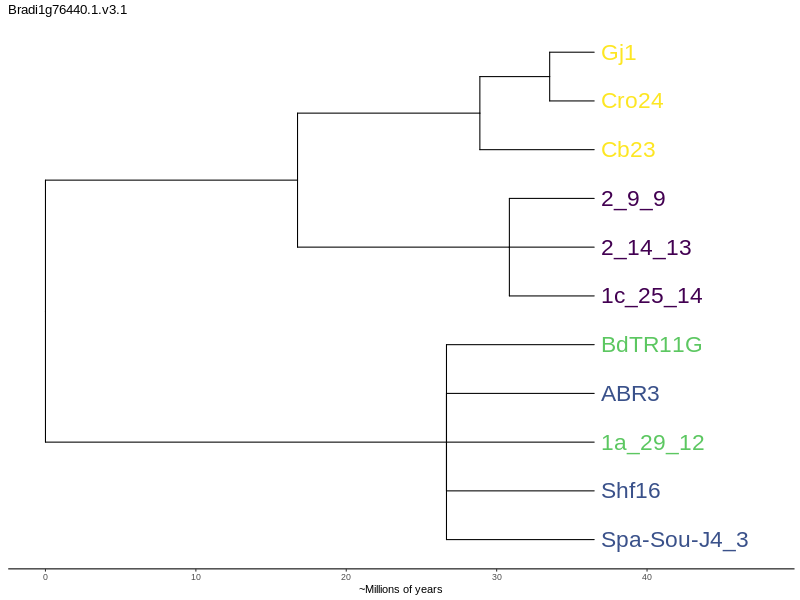 Bradi1g76440.1.v3.1
Gj1
Cro24
Cb23
2_9_9
2_14_13
1c_25_14
BdTR11G
ABR3
1a_29_12
Shf16
Spa-Sou-J4_3
0 10 20 30 40
~Millions of years